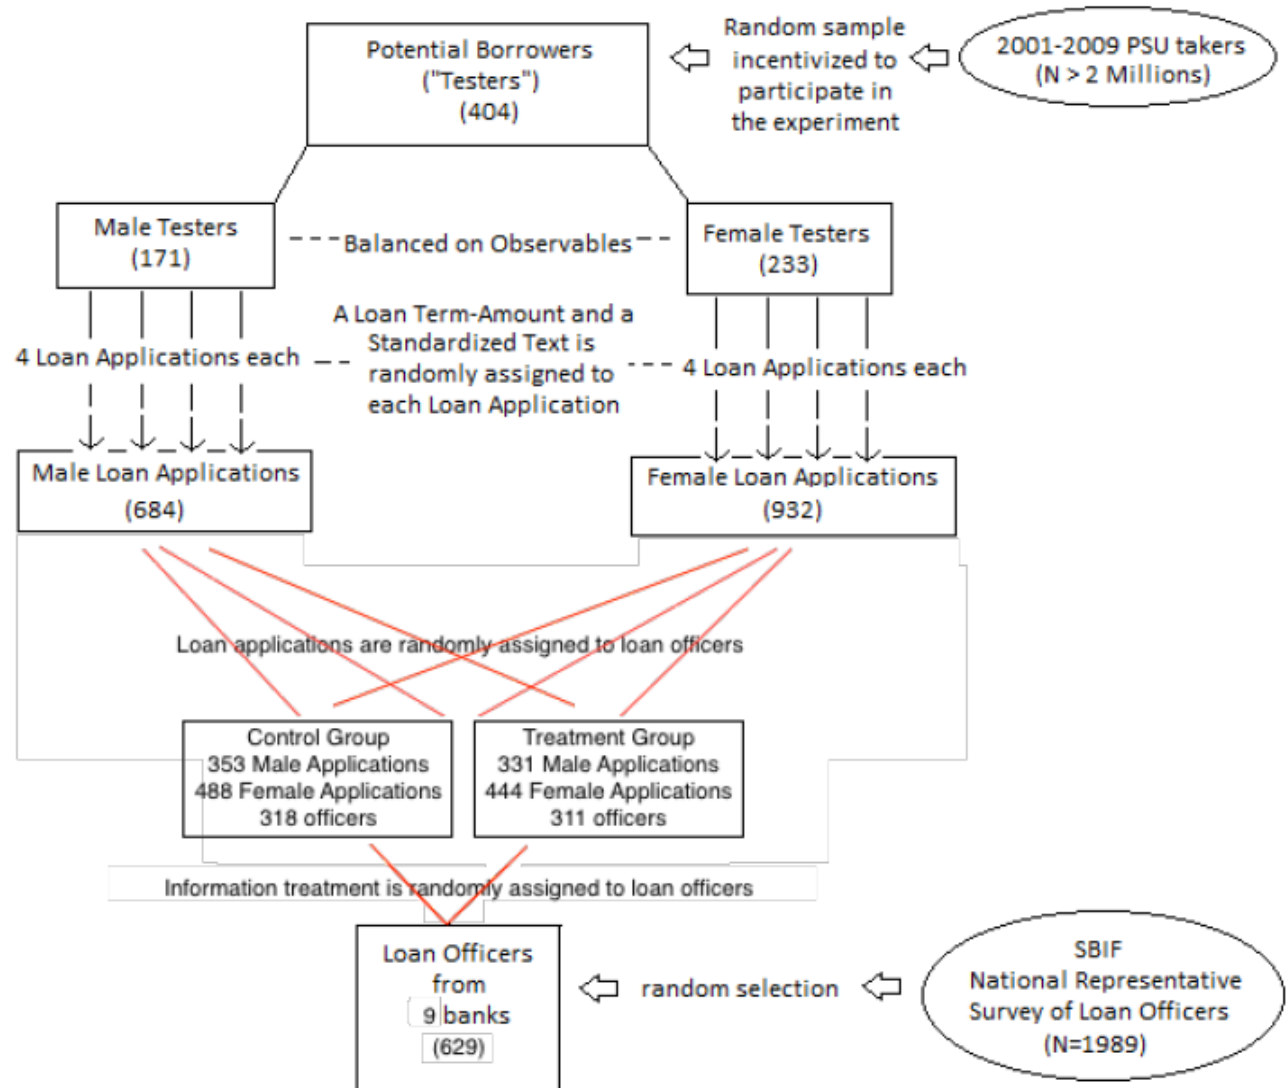 Potential Borrowers
("Testers")
(404)
Random sample
incentivized to
participate in
the experiment
2001-2009 PSU takers
(N > 2 Millions)
Male Testers
(171)
Balanced on Observables
Female Testers
(233)
4 Loan Applications each
A Loan Term-Amount and a
Standardized Text is
randomly assigned to
each Loan Application
4 Loan Applications each
Male Loan Applications
(684)
Female Loan Applications
(932)
Loan applications are randomly assigned to loan officers
Control Group
353 Male Applications
488 Female Applications
318 officers
Treatment Group
331 Male Applications
444 Female Applications
311 officers
Information treatment is randomly assigned to loan officers
Loan Officers
from
9 banks
(629)
random selection
SBIF
National Representative
Survey of Loan Officers
(N=1989)